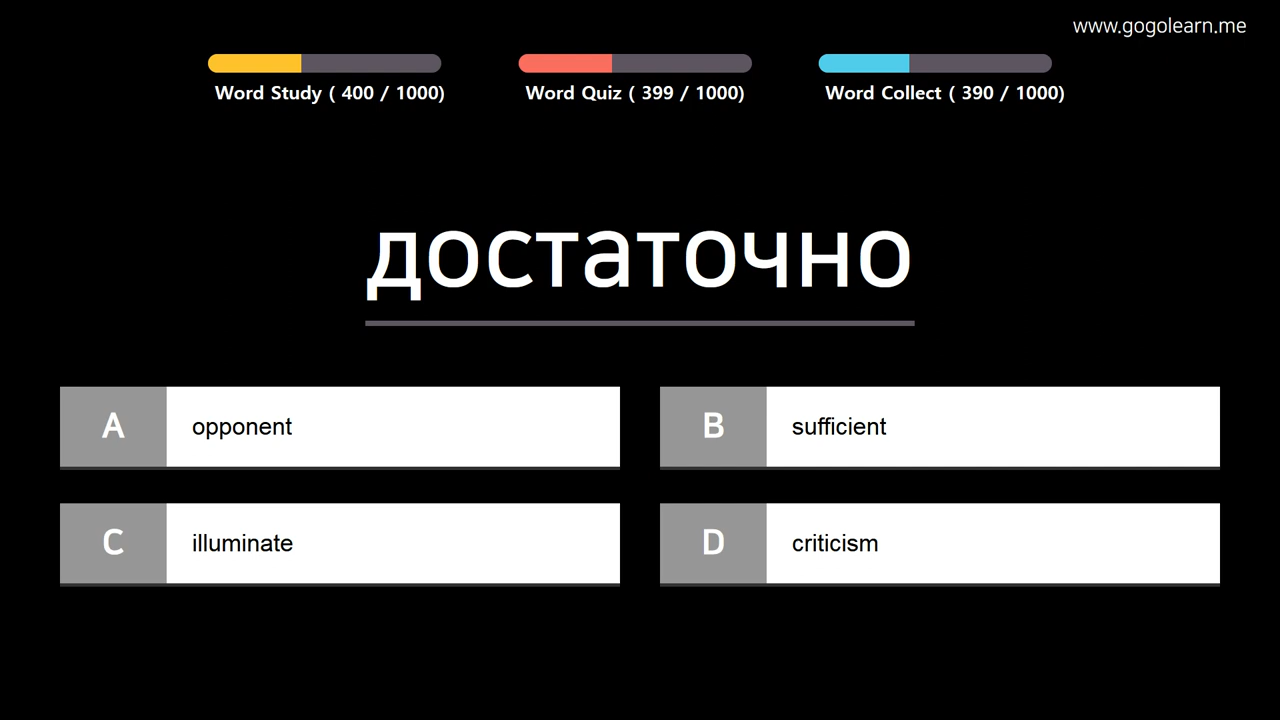 www.gogolearn.me
Word Study ( 400 / 1000)
Word Quiz ( 399 / 1000)
Word Collect ( 390 / 1000)
достаточно
A opponent
B sufficient
C illuminate
D criticism